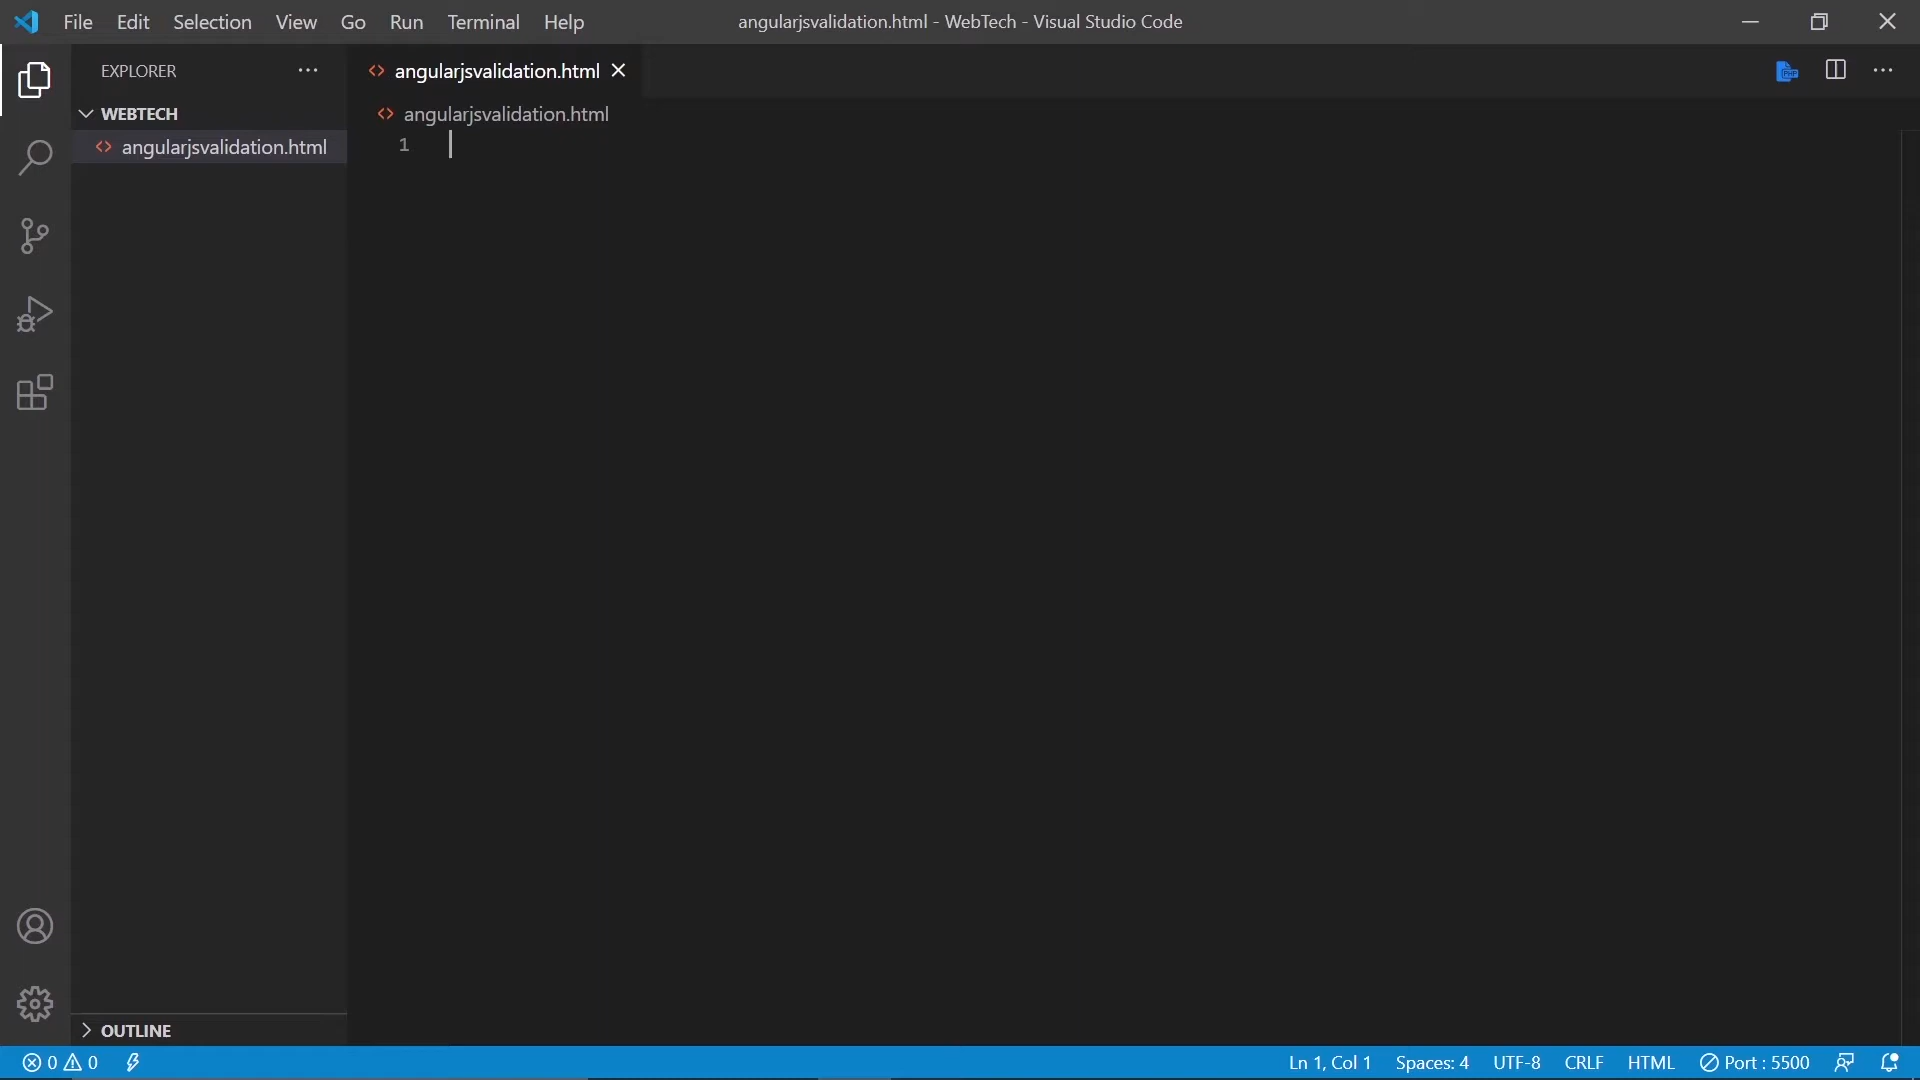 File Edit Selection View Go Run Terminal Help angularjsvalidation.html - WebTech - Visual Studio Code
EXPLORER
angularjsvalidation.html
WEBTECH
angularjsvalidation.html
angularjsvalidation.html
1
OUTLINE
0 0 Ln 1, Col 1 Spaces: 4 UTF-8 CRLF HTML Port : 5500